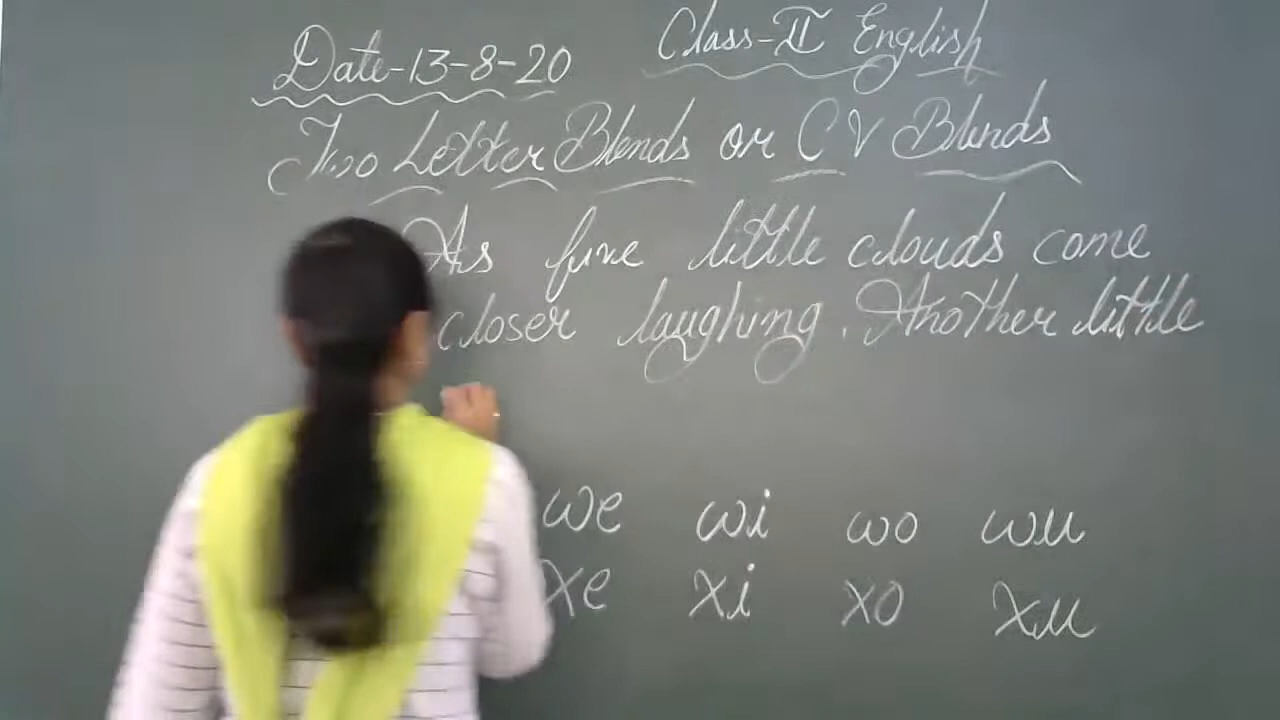 Date-13-8-20 Class-II English
Two Letter Blends or CV Blends
As five little clouds come
closer laughing. Another little
we wi wo wu
xe xi xo xu